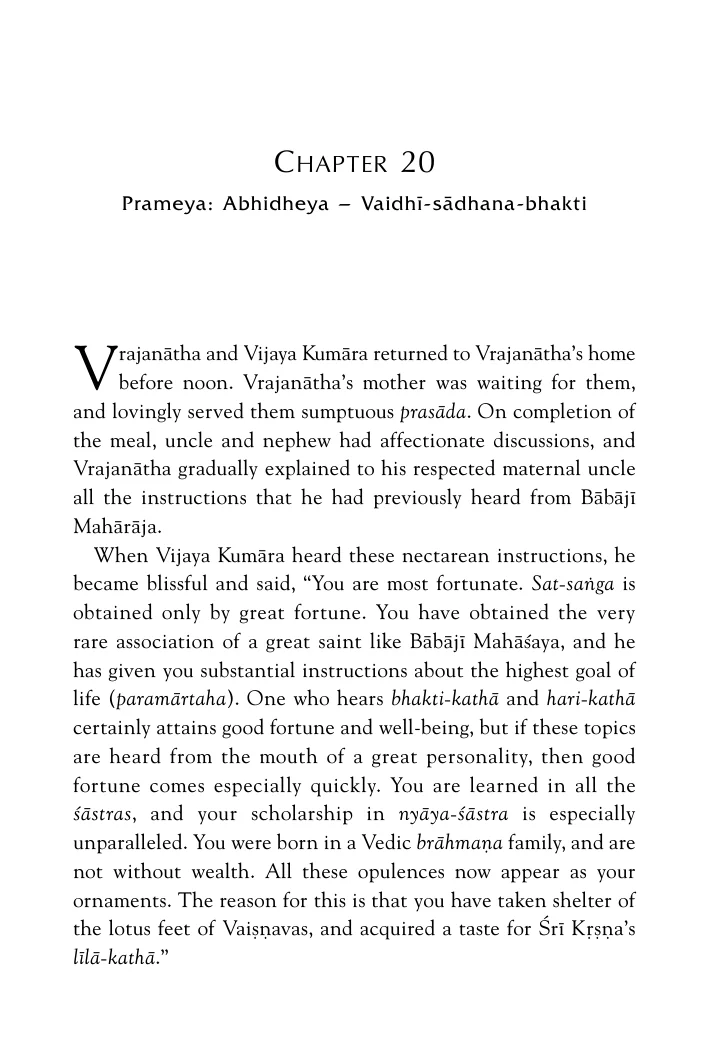 CHAPTER 20
Prameya: Abhidheya – Vaidhī-sādhana-bhakti
Vrajanātha and Vijaya Kumāra returned to Vrajanātha’s home
before noon. Vrajanātha’s mother was waiting for them,
and lovingly served them sumptuous prasāda. On completion of
the meal, uncle and nephew had affectionate discussions, and
Vrajanātha gradually explained to his respected maternal uncle
all the instructions that he had previously heard from Bābājī
Mahārāja.
When Vijaya Kumāra heard these nectarean instructions, he
became blissful and said, “You are most fortunate. Sat-saṅga is
obtained only by great fortune. You have obtained the very
rare association of a great saint like Bābājī Mahāśaya, and he
has given you substantial instructions about the highest goal of
life (paramārtaha). One who hears bhakti-kathā and hari-kathā
certainly attains good fortune and well-being, but if these topics
are heard from the mouth of a great personality, then good
fortune comes especially quickly. You are learned in all the
śāstras, and your scholarship in nyāya-śāstra is especially
unparalleled. You were born in a Vedic brāhmaṇa family, and are
not without wealth. All these opulences now appear as your
ornaments. The reason for this is that you have taken shelter of
the lotus feet of Vaiṣṇavas, and acquired a taste for Śrī Kṛṣṇa’s
līlā-kathā.”